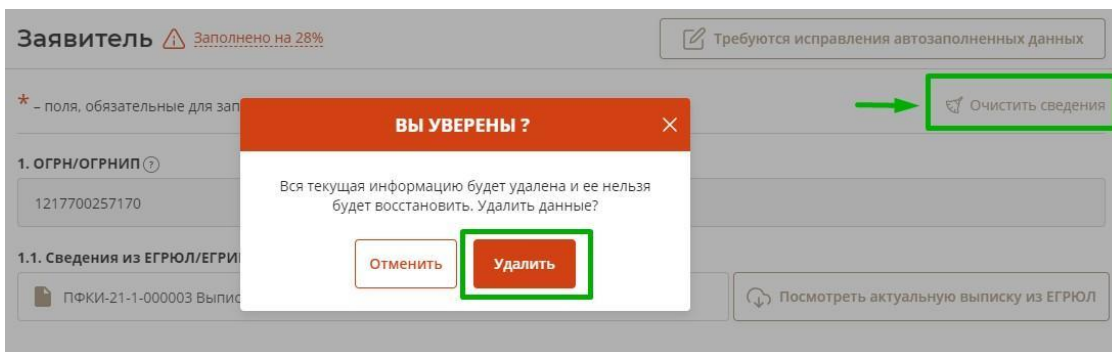 Заявитель Заполнено на 28%
Требуются исправления автозаполненных данных
* – поля, обязательные для зап
Очистить сведения
ВЫ УВЕРЕНЫ ?
1. ОГРН/ОГРНИП ?
1217700257170
Вся текущая информацию будет удалена и ее нельзя
будет восстановить. Удалить данные?
Отменить
Удалить
1.1. Сведения из ЕГРЮЛ/ЕГРИ
ПФКИ-21-1-000003 Выпис
Посмотреть актуальную выписку из ЕГРЮЛ